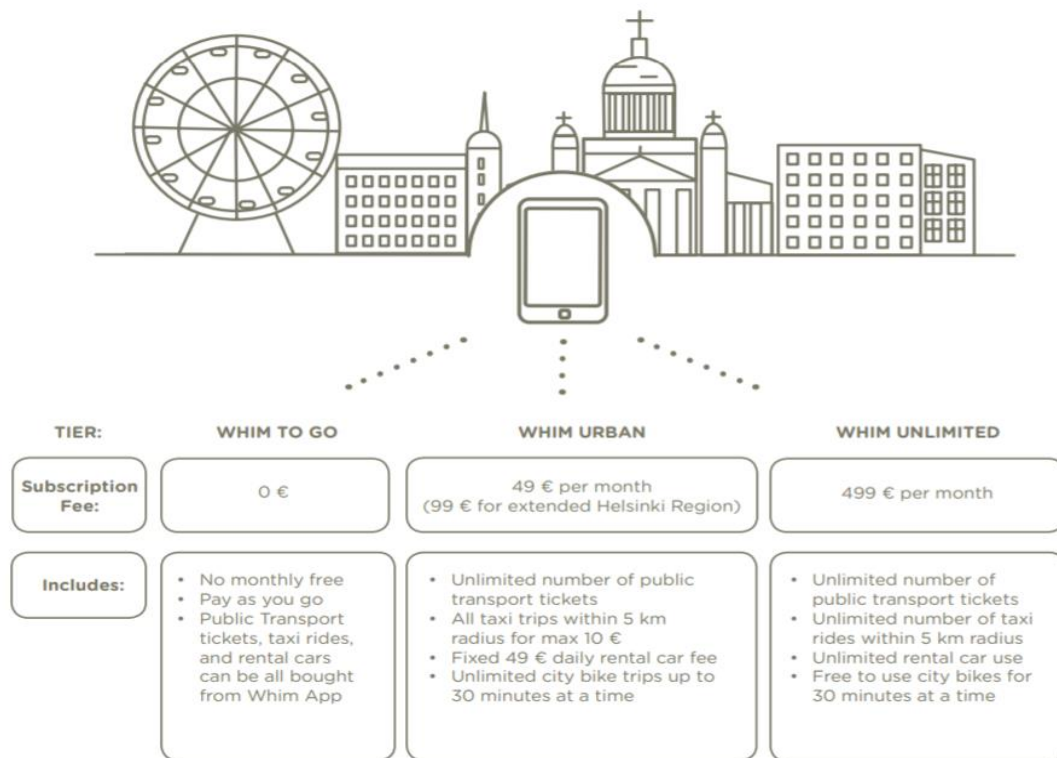 TIER:
WHIM TO GO
WHIM URBAN
WHIM UNLIMITED
Subscription
Fee:
0 €
49 € per month
(99 € for extended Helsinki Region)
499 € per month
Includes:
• No monthly free
• Pay as you go
• Public Transport
tickets, taxi rides,
and rental cars
can be all bought
from Whim App
• Unlimited number of public
transport tickets
• All taxi trips within 5 km
radius for max 10 €
• Fixed 49 € daily rental car fee
• Unlimited city bike trips up to
30 minutes at a time
• Unlimited number of
public transport tickets
• Unlimited number of taxi
rides within 5 km radius
• Unlimited rental car use
• Free to use city bikes for
30 minutes at a time